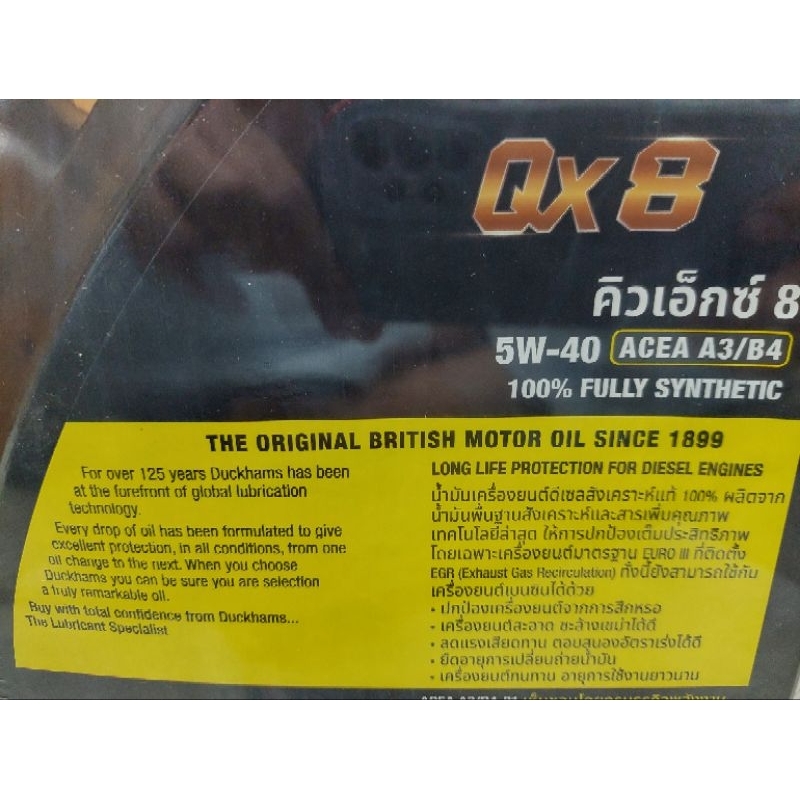 Qx8
คิวเอ็กซ์ 8
5W-40 ACEA A3/B4
100% FULLY SYNTHETIC
THE ORIGINAL BRITISH MOTOR OIL SINCE 1899
For over 125 years Duckhams has been
at the forefront of global lubrication
technology.
Every drop of oil has been formulated to give
excellent protection, in all conditions, from one
oil change to the next. When you choose
Duckhams you can be sure you are selection
a truly remarkable oil.
Buy with total confidence from Duckhams...
The Lubricant Specialist
LONG LIFE PROTECTION FOR DIESEL ENGINES
น้ำมันเครื่องยนต์ดีเซลสังเคราะห์แท้ 100% ผลิตจาก
น้ำมันพื้นฐานสังเคราะห์และสารเพิ่มคุณภาพ
เทคโนโลยีล่าสุด ให้การปกป้องเต็มประสิทธิภาพ
โดยเฉพาะเครื่องยนต์มาตรฐาน EURO III ที่ติดตั้ง
EGR (Exhaust Gas Recirculation) ทั้งนี้ยังสามารถใช้กับ
เครื่องยนต์เบนซินได้ด้วย
• ปกป้องเครื่องยนต์จากการสึกหรอ
• เครื่องยนต์สะอาด ชะล้างเขม่าได้ดี
• ลดแรงเสียดทาน ตอบสนองอัตราเร่งได้ดี
• ยืดอายุการเปลี่ยนถ่ายน้ำมัน
• เครื่องยนต์ทนทาน อายุการใช้งานยาวนาน